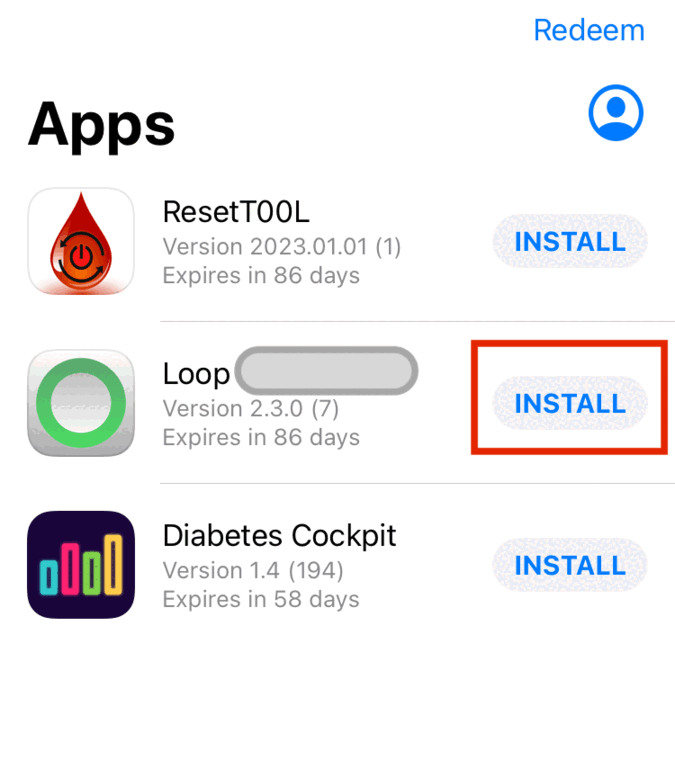 Redeem
Apps
ResetT00L
Version 2023.01.01 (1)
Expires in 86 days
INSTALL
Loop
Version 2.3.0 (7)
Expires in 86 days
INSTALL
Diabetes Cockpit
Version 1.4 (194)
Expires in 58 days
INSTALL